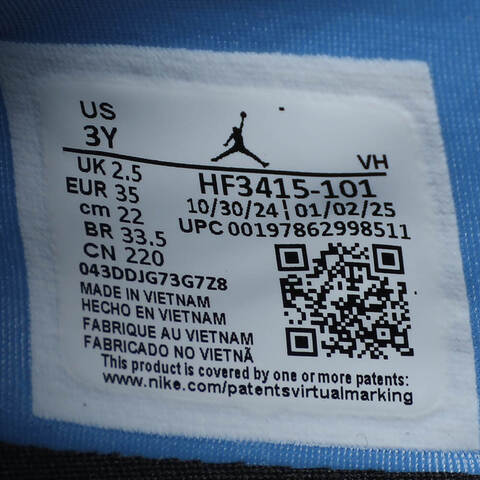 US
3Y
VH
UK 2.5
EUR 35
cm 22
BR 33.5
CN 220
HF3415-101
10/30/24 | 01/02/25
UPC 00197862998511
043DDJG73G7Z8
MADE IN VIETNAM
HECHO EN VIETNAM
FABRIQUE AU VIETNAM
FABRICADO NO VIETNÃ
This product is covered by one or more patents:
www.nike.com/patentsvirtualmarking